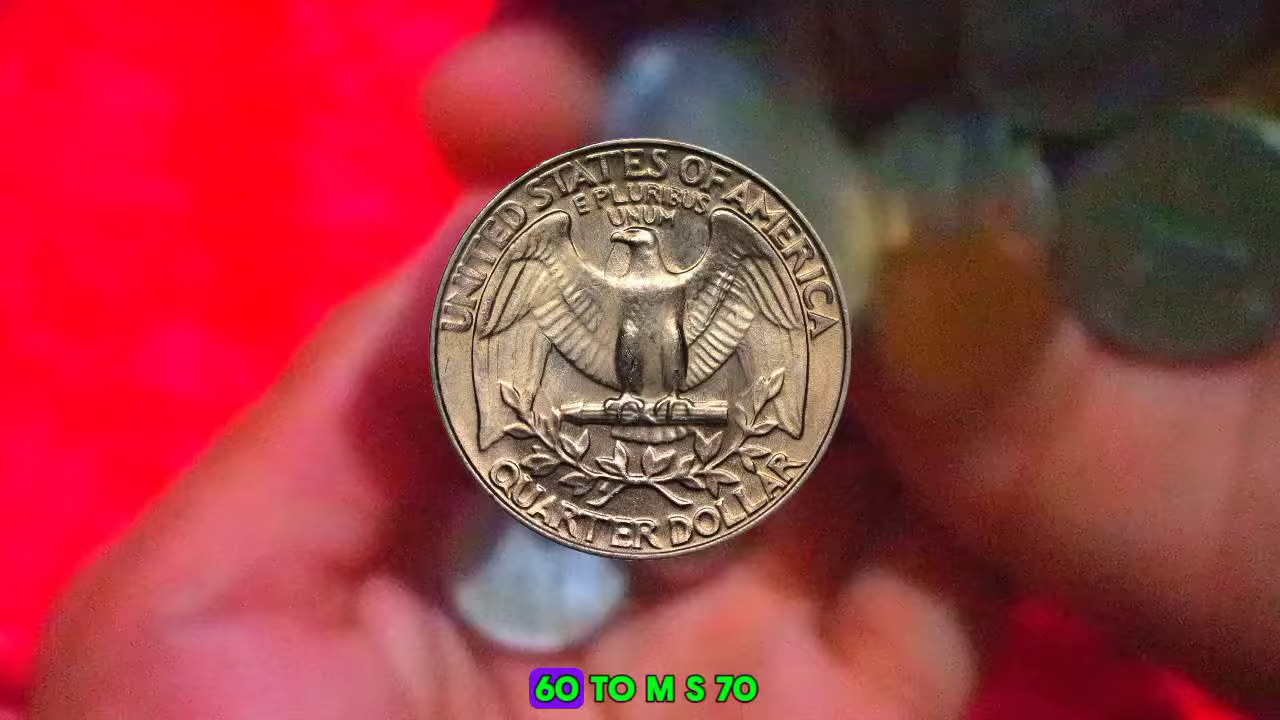 UNITED STATES OF AMERICA
E PLURIBUS
UNUM
QUARTER DOLLAR
60 TO M S 70